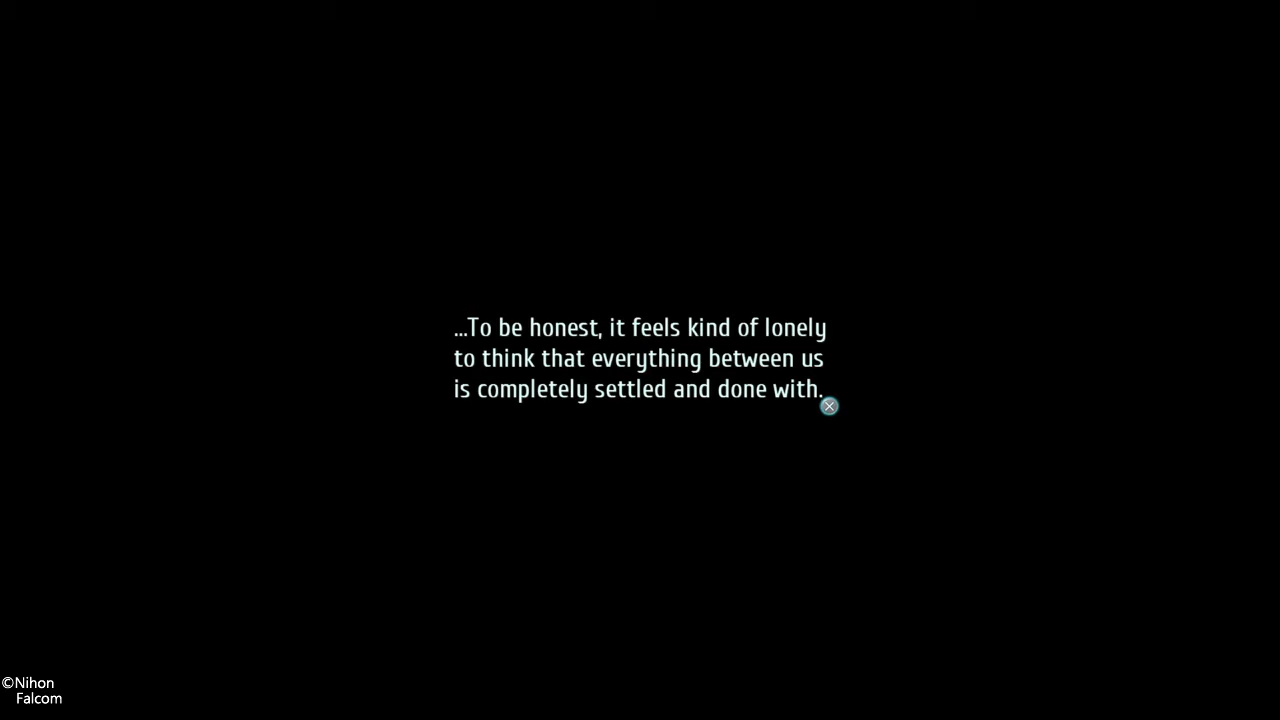 ...To be honest, it feels kind of lonely
to think that everything between us
is completely settled and done with.
©Nihon
Falcom